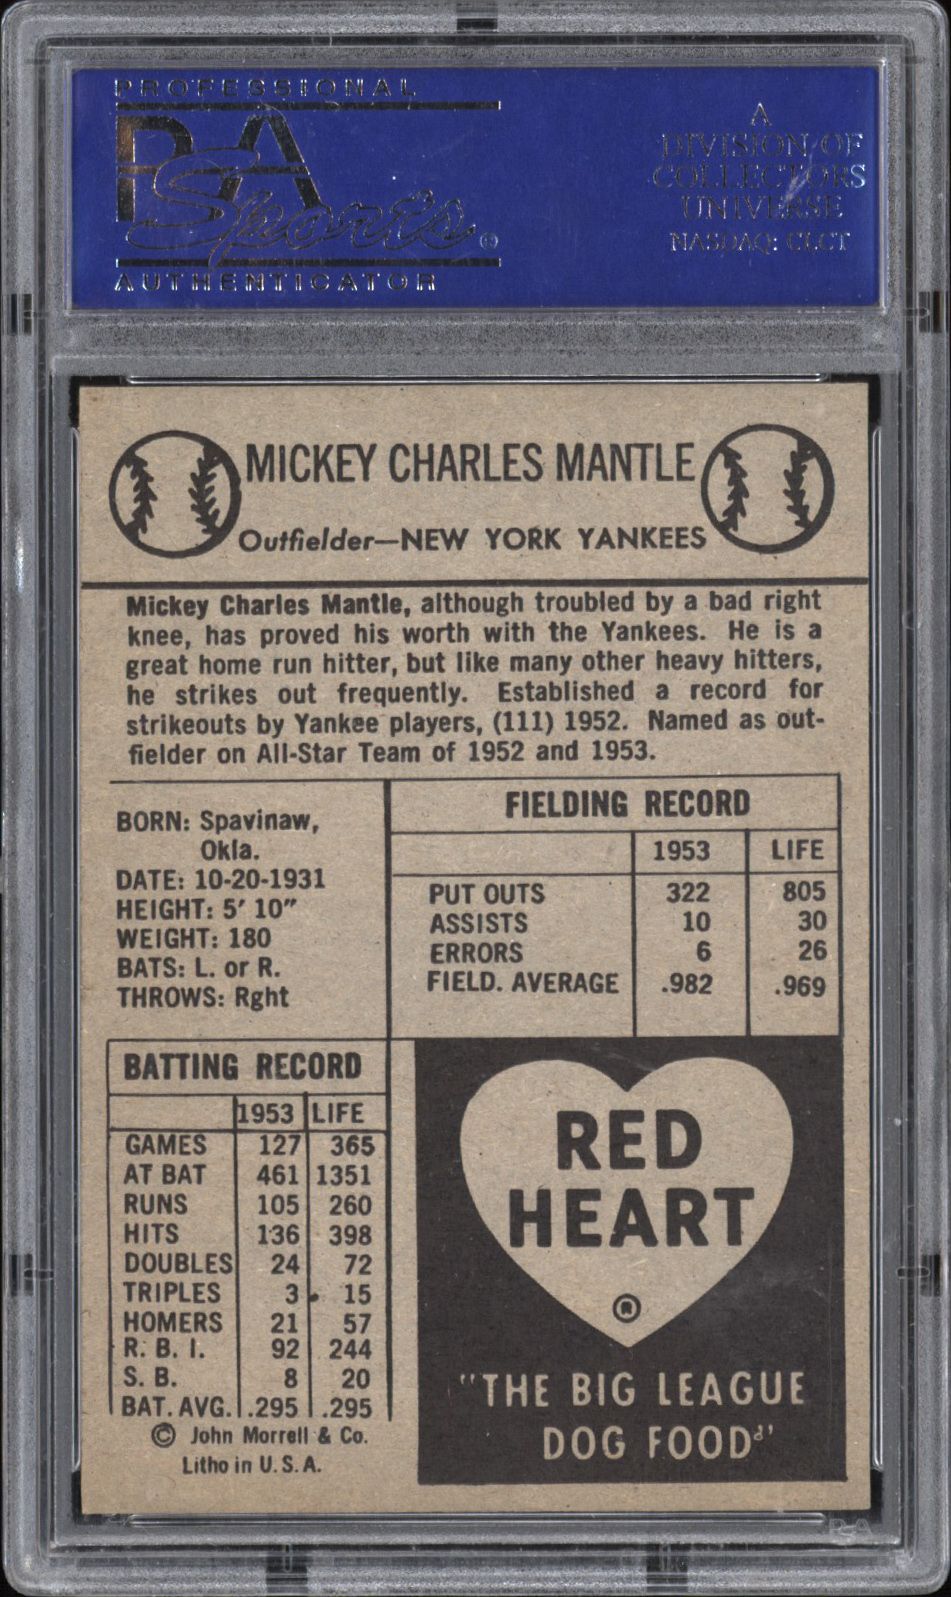 PROFESSIONAL
PSA
Sports ®
AUTHENTICATOR
A
DIVISION OF
COLLECTORS
UNIVERSE
NASDAQ: CLCT
MICKEY CHARLES MANTLE
Outfielder—NEW YORK YANKEES
Mickey Charles Mantle, although troubled by a bad right
knee, has proved his worth with the Yankees. He is a
great home run hitter, but like many other heavy hitters,
he strikes out frequently. Established a record for
strikeouts by Yankee players, (111) 1952. Named as out-
fielder on All-Star Team of 1952 and 1953.
BORN: Spavinaw,
Okla.
DATE: 10-20-1931
HEIGHT: 5' 10"
WEIGHT: 180
BATS: L. or R.
THROWS: Rght
FIELDING RECORD
1953 LIFE
PUT OUTS 322 805
ASSISTS 10 30
ERRORS 6 26
FIELD. AVERAGE .982 .969
BATTING RECORD
1953 LIFE
GAMES 127 365
AT BAT 461 1351
RUNS 105 260
HITS 136 398
DOUBLES 24 72
TRIPLES 3 15
HOMERS 21 57
R. B. I. 92 244
S. B. 8 20
BAT. AVG. .295 .295
© John Morrell & Co.
Litho in U. S. A.
RED
HEART
®
"THE BIG LEAGUE
DOG FOOD"
PSA